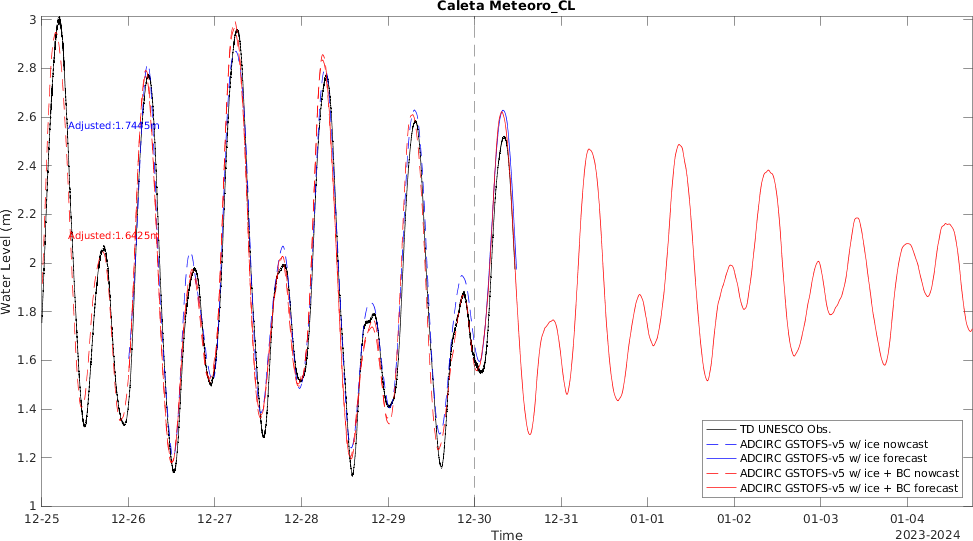 Caleta Meteoro_CL
Water Level (m)
3
2.8
2.6
2.4
2.2
2
1.8
1.6
1.4
1.2
1
Adjusted:1.7445m
Adjusted:1.6425m
TD UNESCO Obs.
ADCIRC GSTOFS-v5 w/ ice nowcast
ADCIRC GSTOFS-v5 w/ ice forecast
ADCIRC GSTOFS-v5 w/ ice + BC nowcast
ADCIRC GSTOFS-v5 w/ ice + BC forecast
12-25 12-26 12-27 12-28 12-29 12-30 12-31 01-01 01-02 01-03 01-04
Time
2023-2024